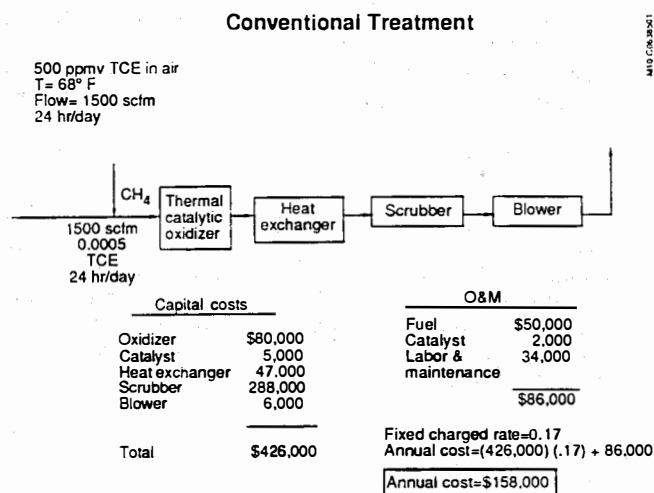 Conventional Treatment
M10 C0638501
500 ppmv TCE in air
T= 68° F
Flow= 1500 scfm
24 hr/day
CH4
Thermal
catalytic
oxidizer
Heat
exchanger
Scrubber
Blower
1500 scfm
0.0005
TCE
24 hr/day
Capital costs
Oxidizer $80,000
Catalyst 5,000
Heat exchanger 47.000
Scrubber 288,000
Blower 6,000
Total $426,000
O&M
Fuel $50,000
Catalyst 2,000
Labor & 34,000
maintenance
$86,000
Fixed charged rate=0.17
Annual cost=(426,000) (.17) + 86.000
Annual cost=$158,000